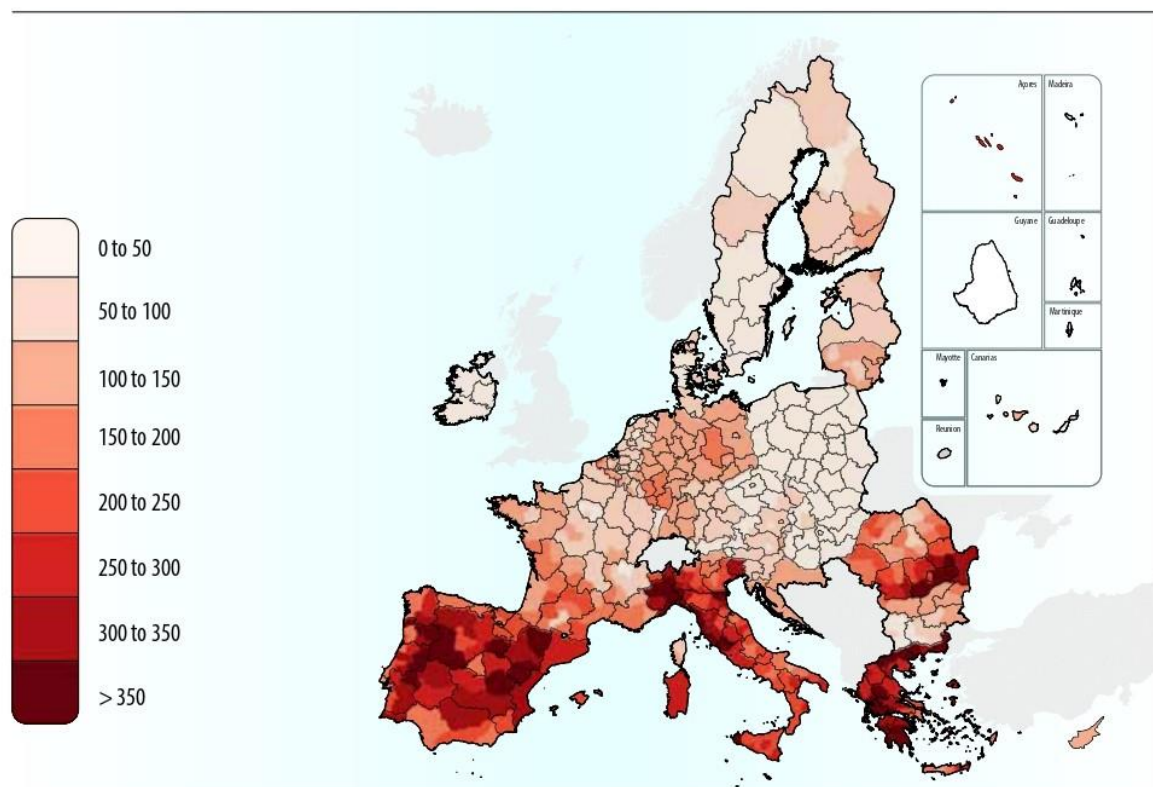 Açores
Madeira
Guyane
Guadeloupe
Martinique
Mayotte
Canarias
Reunion
0 to 50
50 to 100
100 to 150
150 to 200
200 to 250
250 to 300
300 to 350
> 350